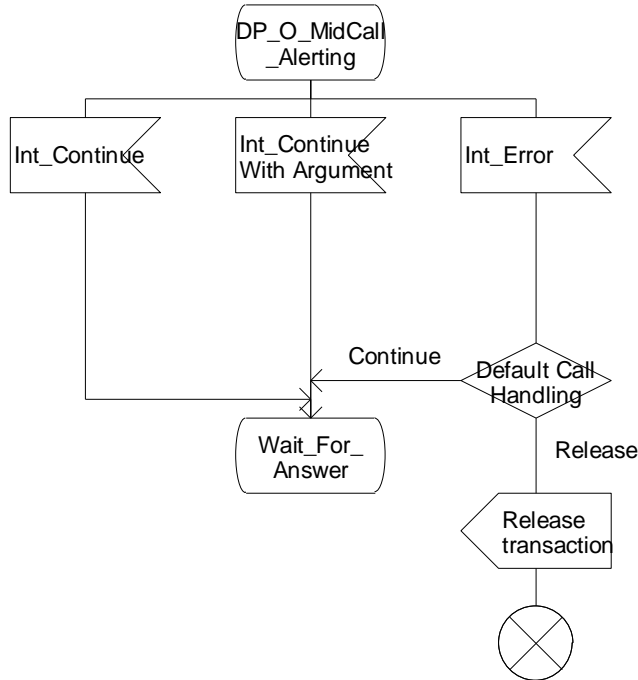 DP_O_MidCall
_Alerting
Int_Continue
Int_Continue
With Argument
Int_Error
Continue
Default Call
Handling
Wait_For_
Answer
Release
Release
transaction